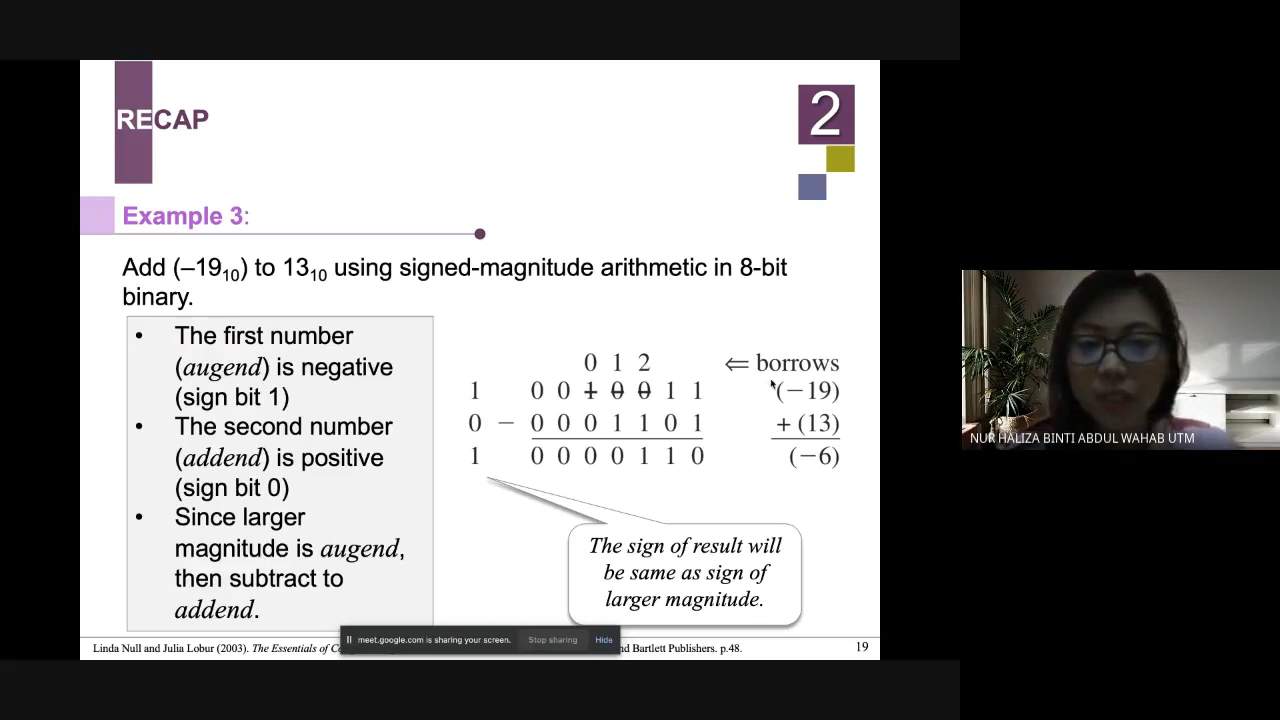 RECAP
2
Example 3:
Add (–19₁₀) to 13₁₀ using signed-magnitude arithmetic in 8-bit
binary.
• The first number
(augend) is negative
(sign bit 1)
• The second number
(addend) is positive
(sign bit 0)
• Since larger
magnitude is augend,
then subtract to
addend.
0 1 2 ⇐ borrows
1 0 0 1 0 0 1 1 (−19)
0 − 0 0 0 1 1 0 1 + (13)
1 0 0 0 0 1 1 0 (−6)
The sign of result will
be same as sign of
larger magnitude.
meet.google.com is sharing your screen. Stop sharing Hide
Linda Null and Julia Lobur (2003). The Essentials of nd Bartlett Publishers. p.48. 19
NUR HALIZA BINTI ABDUL WAHAB UTM